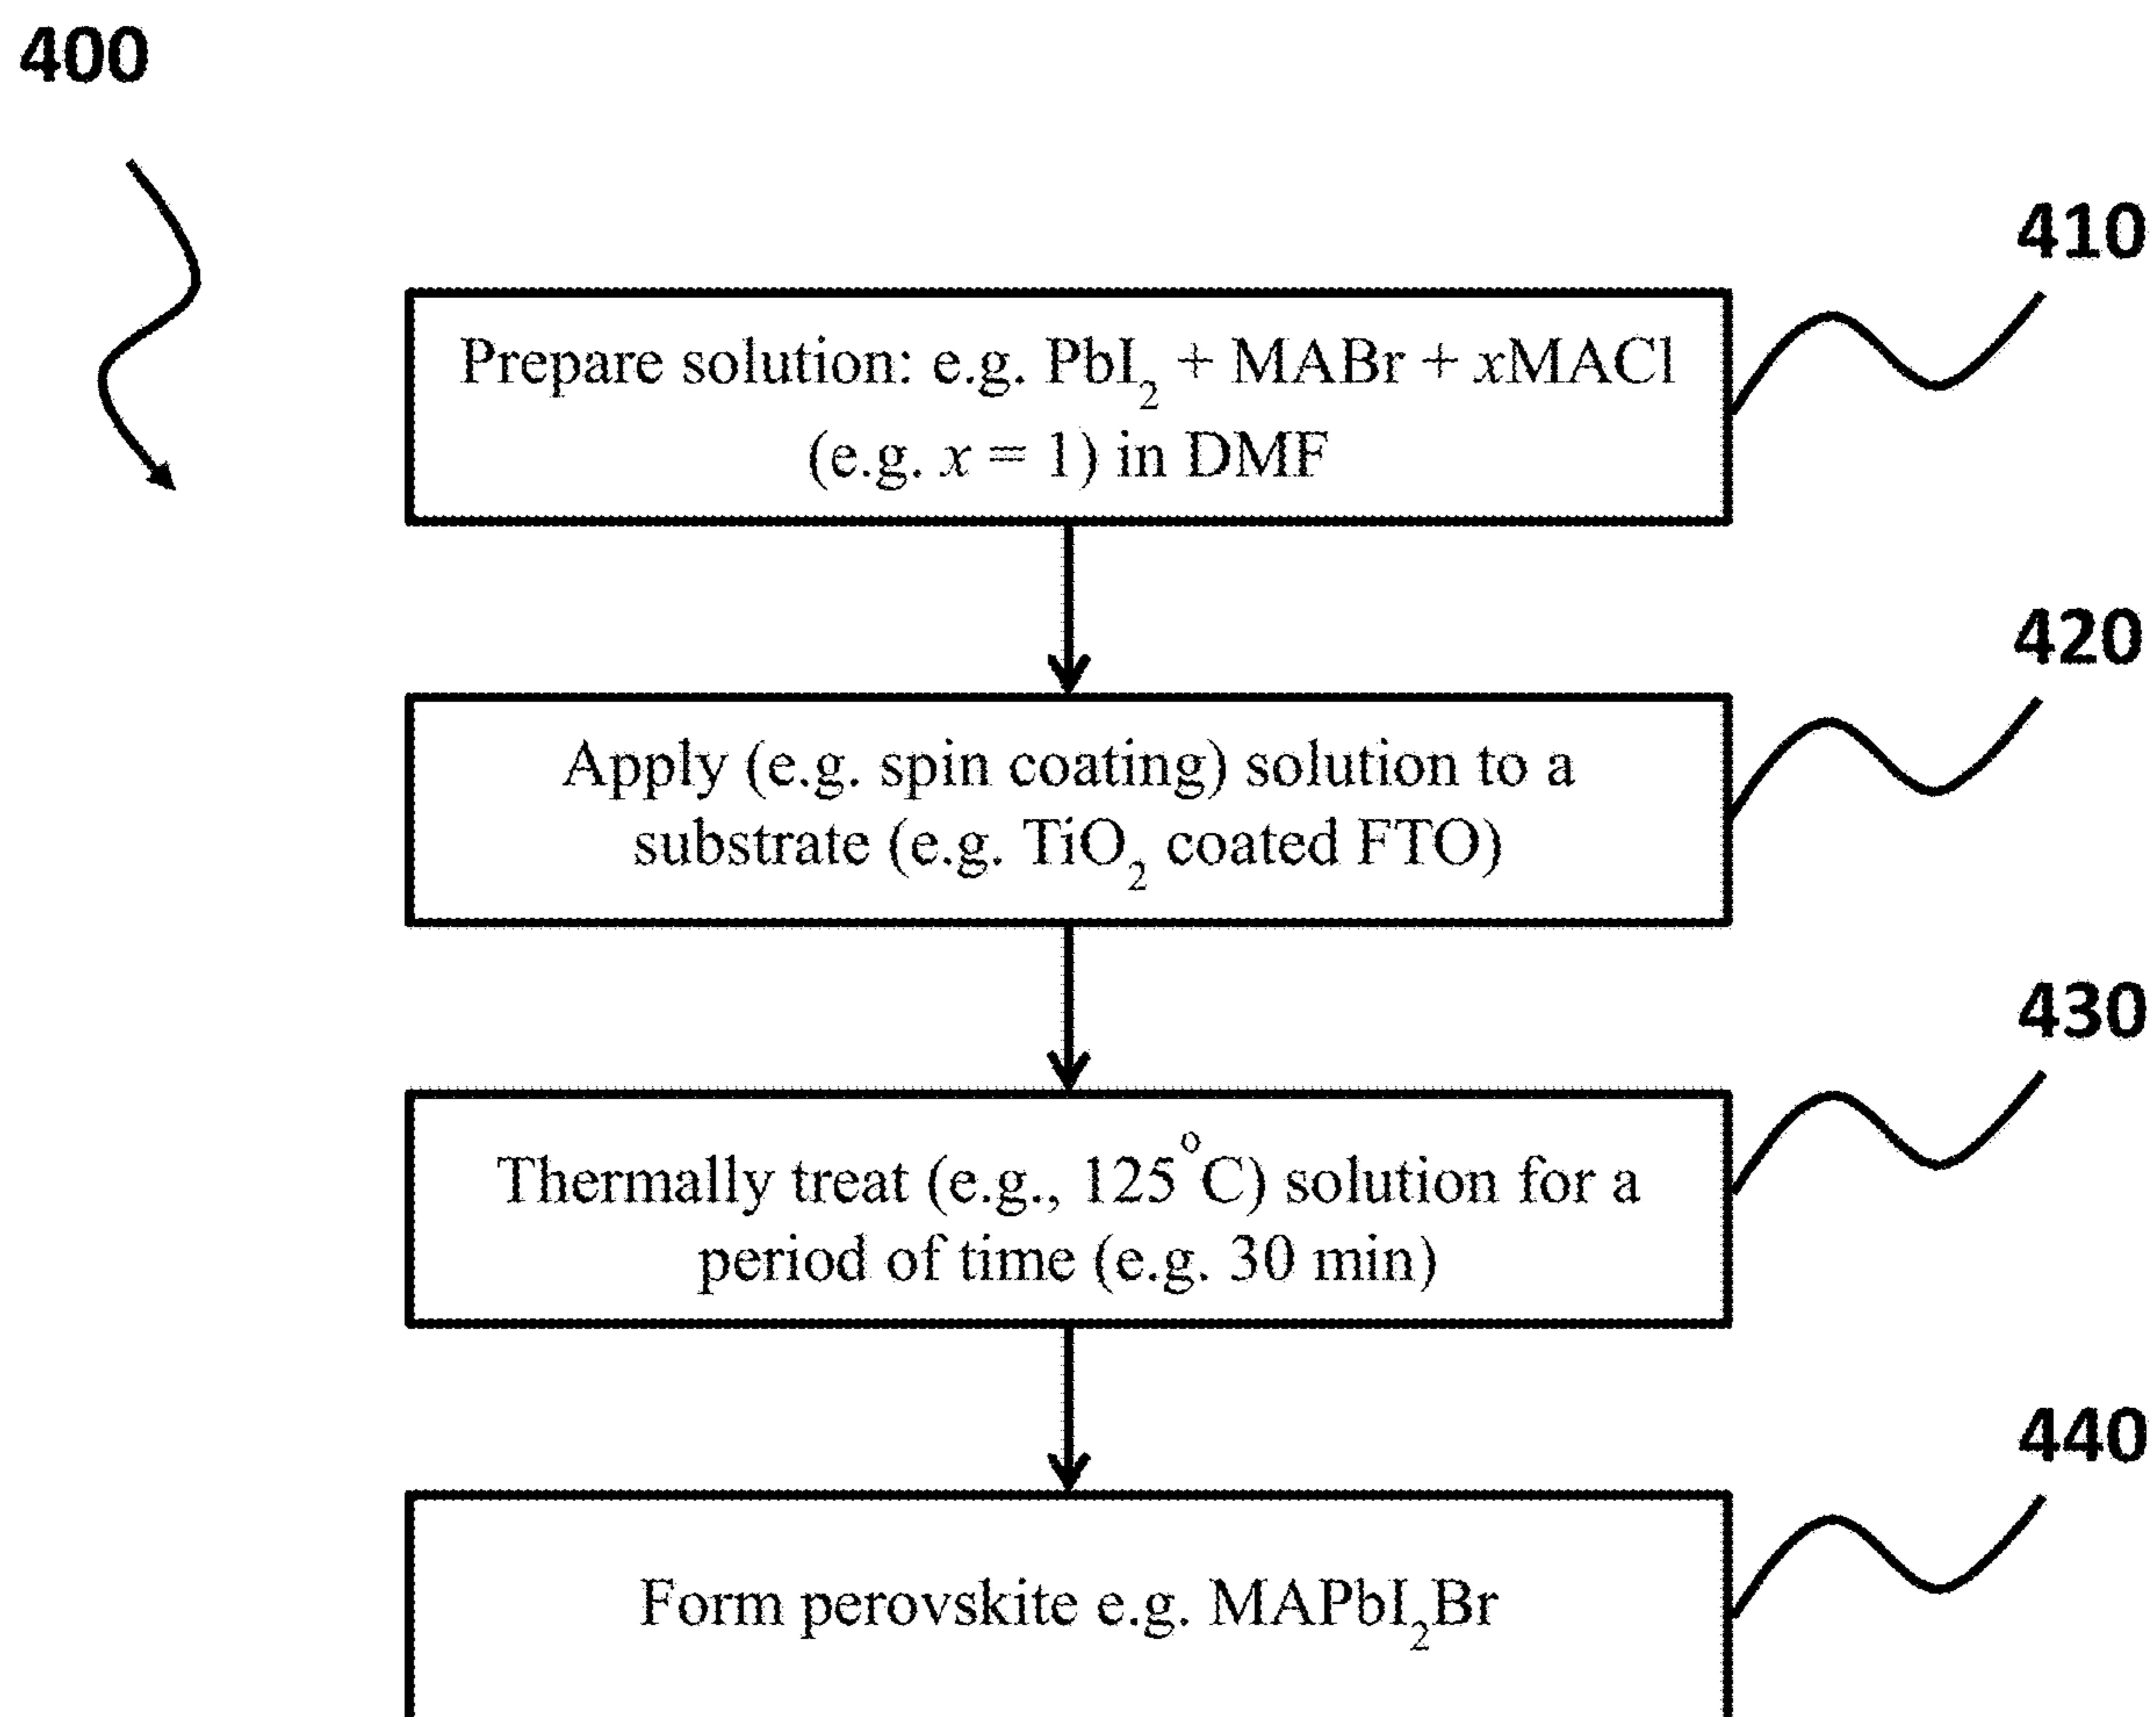 400
410
Prepare solution: e.g. PbI₂ + MABr + xMACl
(e.g. x = 1) in DMF
420
Apply (e.g. spin coating) solution to a
substrate (e.g. TiO₂ coated FTO)
430
Thermally treat (e.g., 125°C) solution for a
period of time (e.g. 30 min)
440
Form perovskite e.g. MAPbI₂Br